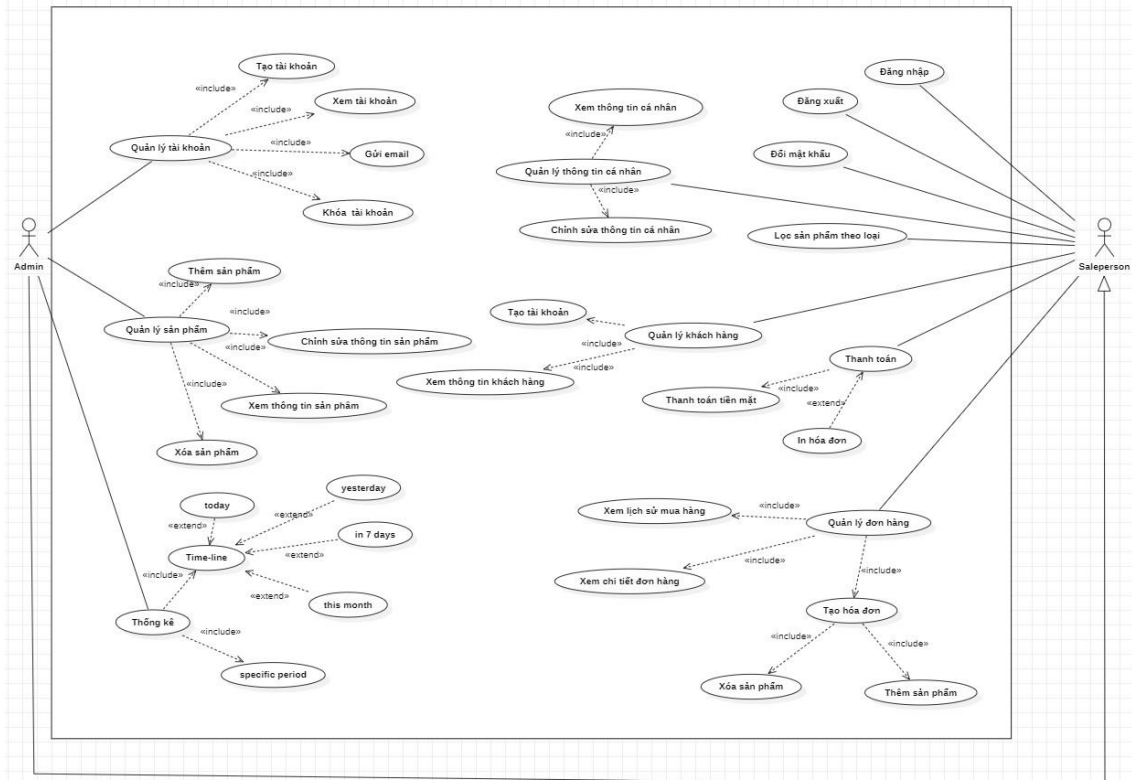 Tạo tài khoản
«include»
Xem tài khoản
«include»
Quản lý tài khoản
«include»
Gửi email
«include»
Khóa  tài khoản
Admin
Thêm sản phẩm
«include»
Quản lý sản phẩm
«include»
Chỉnh sửa thông tin sản phẩm
«include»
Xem thông tin sản phâm
«include»
Xóa sản phẩm
today
«extend»
yesterday
«extend»
in 7 days
«extend»
Time-line
«include»
«extend»
this month
Thống kê
«include»
specific period
Xem thông tin cá nhân
«include»
Quản lý thông tin cá nhân
«include»
Chỉnh sửa thông tin cá nhân
Đăng nhập
Đăng xuất
Đổi mật khẩu
Lọc sản phẩm theo loại
Saleperson
Tạo tài khoản
«include»
Quản lý khách hàng
«include»
Xem thông tin khách hàng
Thanh toán
«include»
Thanh toán tiền mặt
«extend»
In hóa đơn
Xem lịch sử mua hàng
«include»
Quản lý đơn hàng
«include»
Xem chi tiết đơn hàng
«include»
Tạo hóa đơn
«include»
«include»
Xóa sản phẩm
Thêm sản phẩm